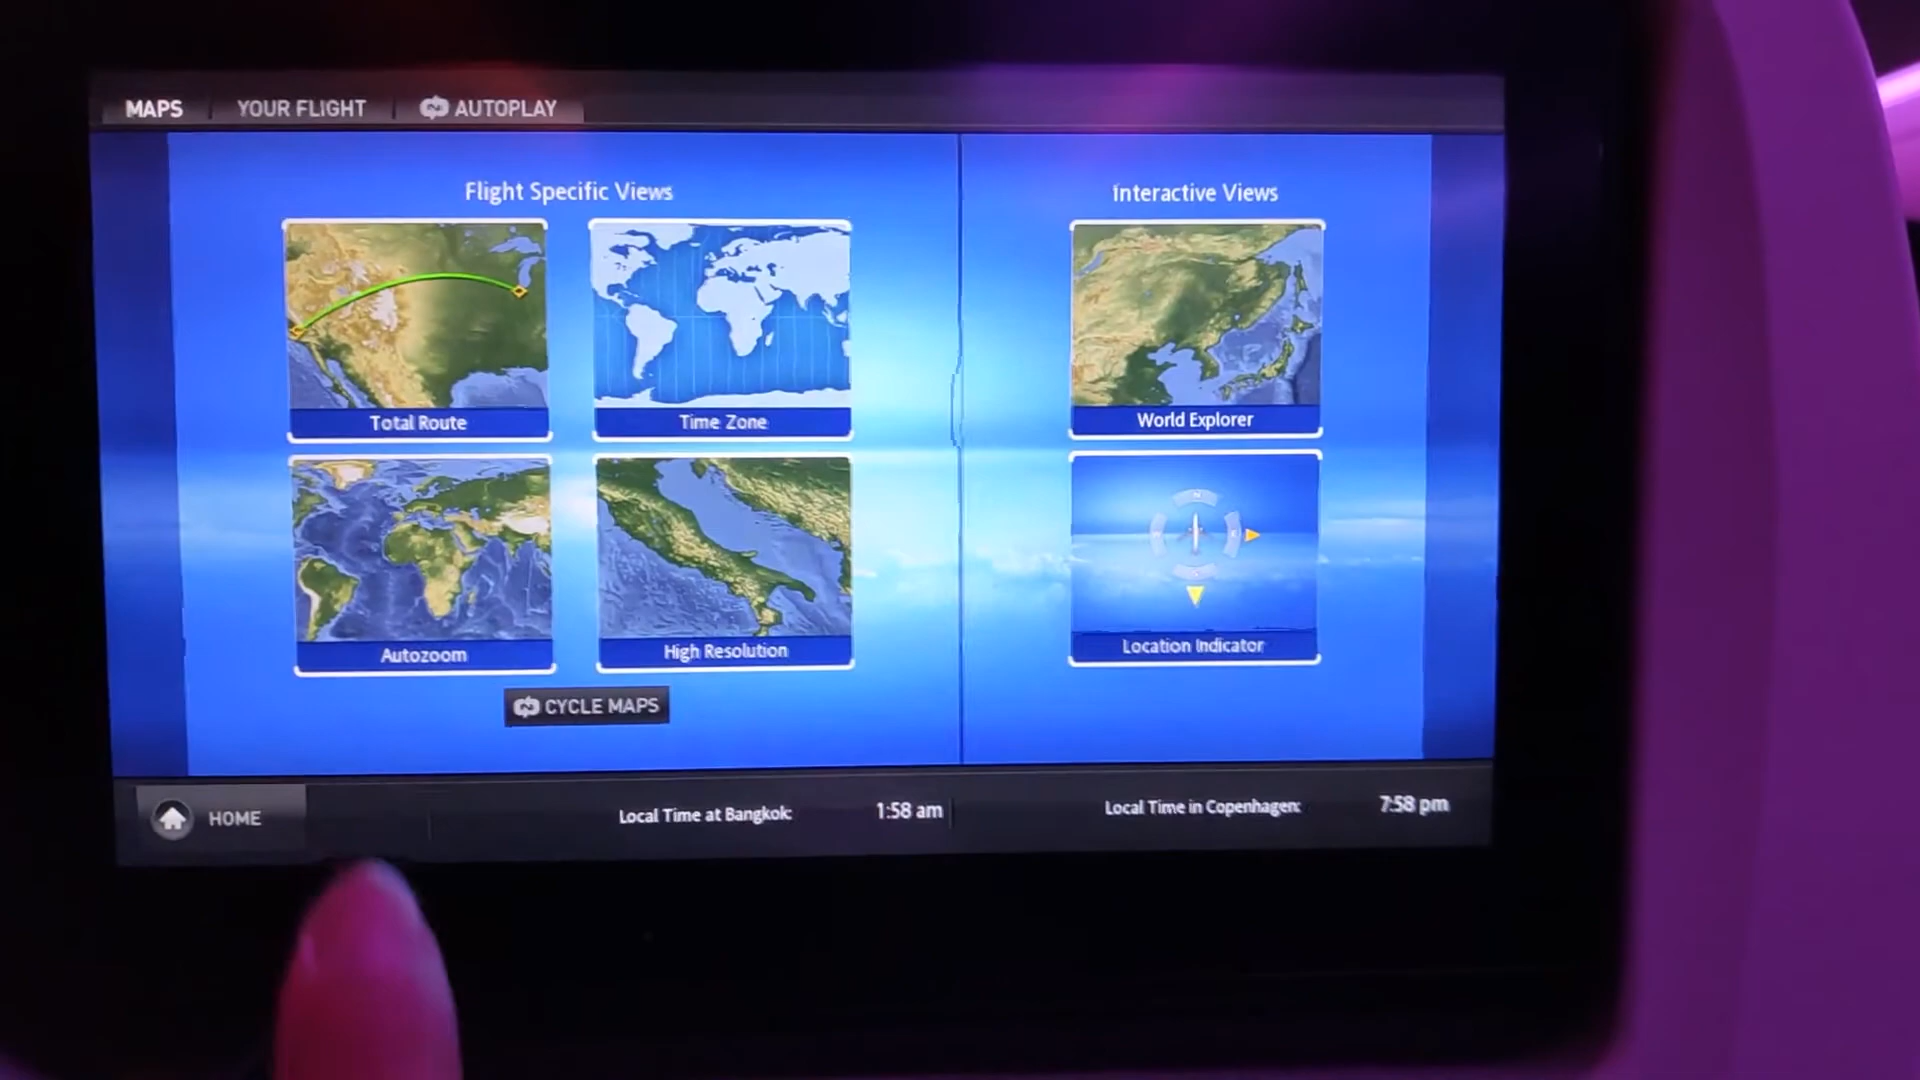 MAPS
YOUR FLIGHT
AUTOPLAY
Flight Specific Views
Interactive Views
Total Route
Time Zone
World Explorer
N
Autozoom
High Resolution
Location Indicator
CYCLE MAPS
HOME
Local Time at Bangkok:
1:58 am
Local Time in Copenhagen:
7:58 pm